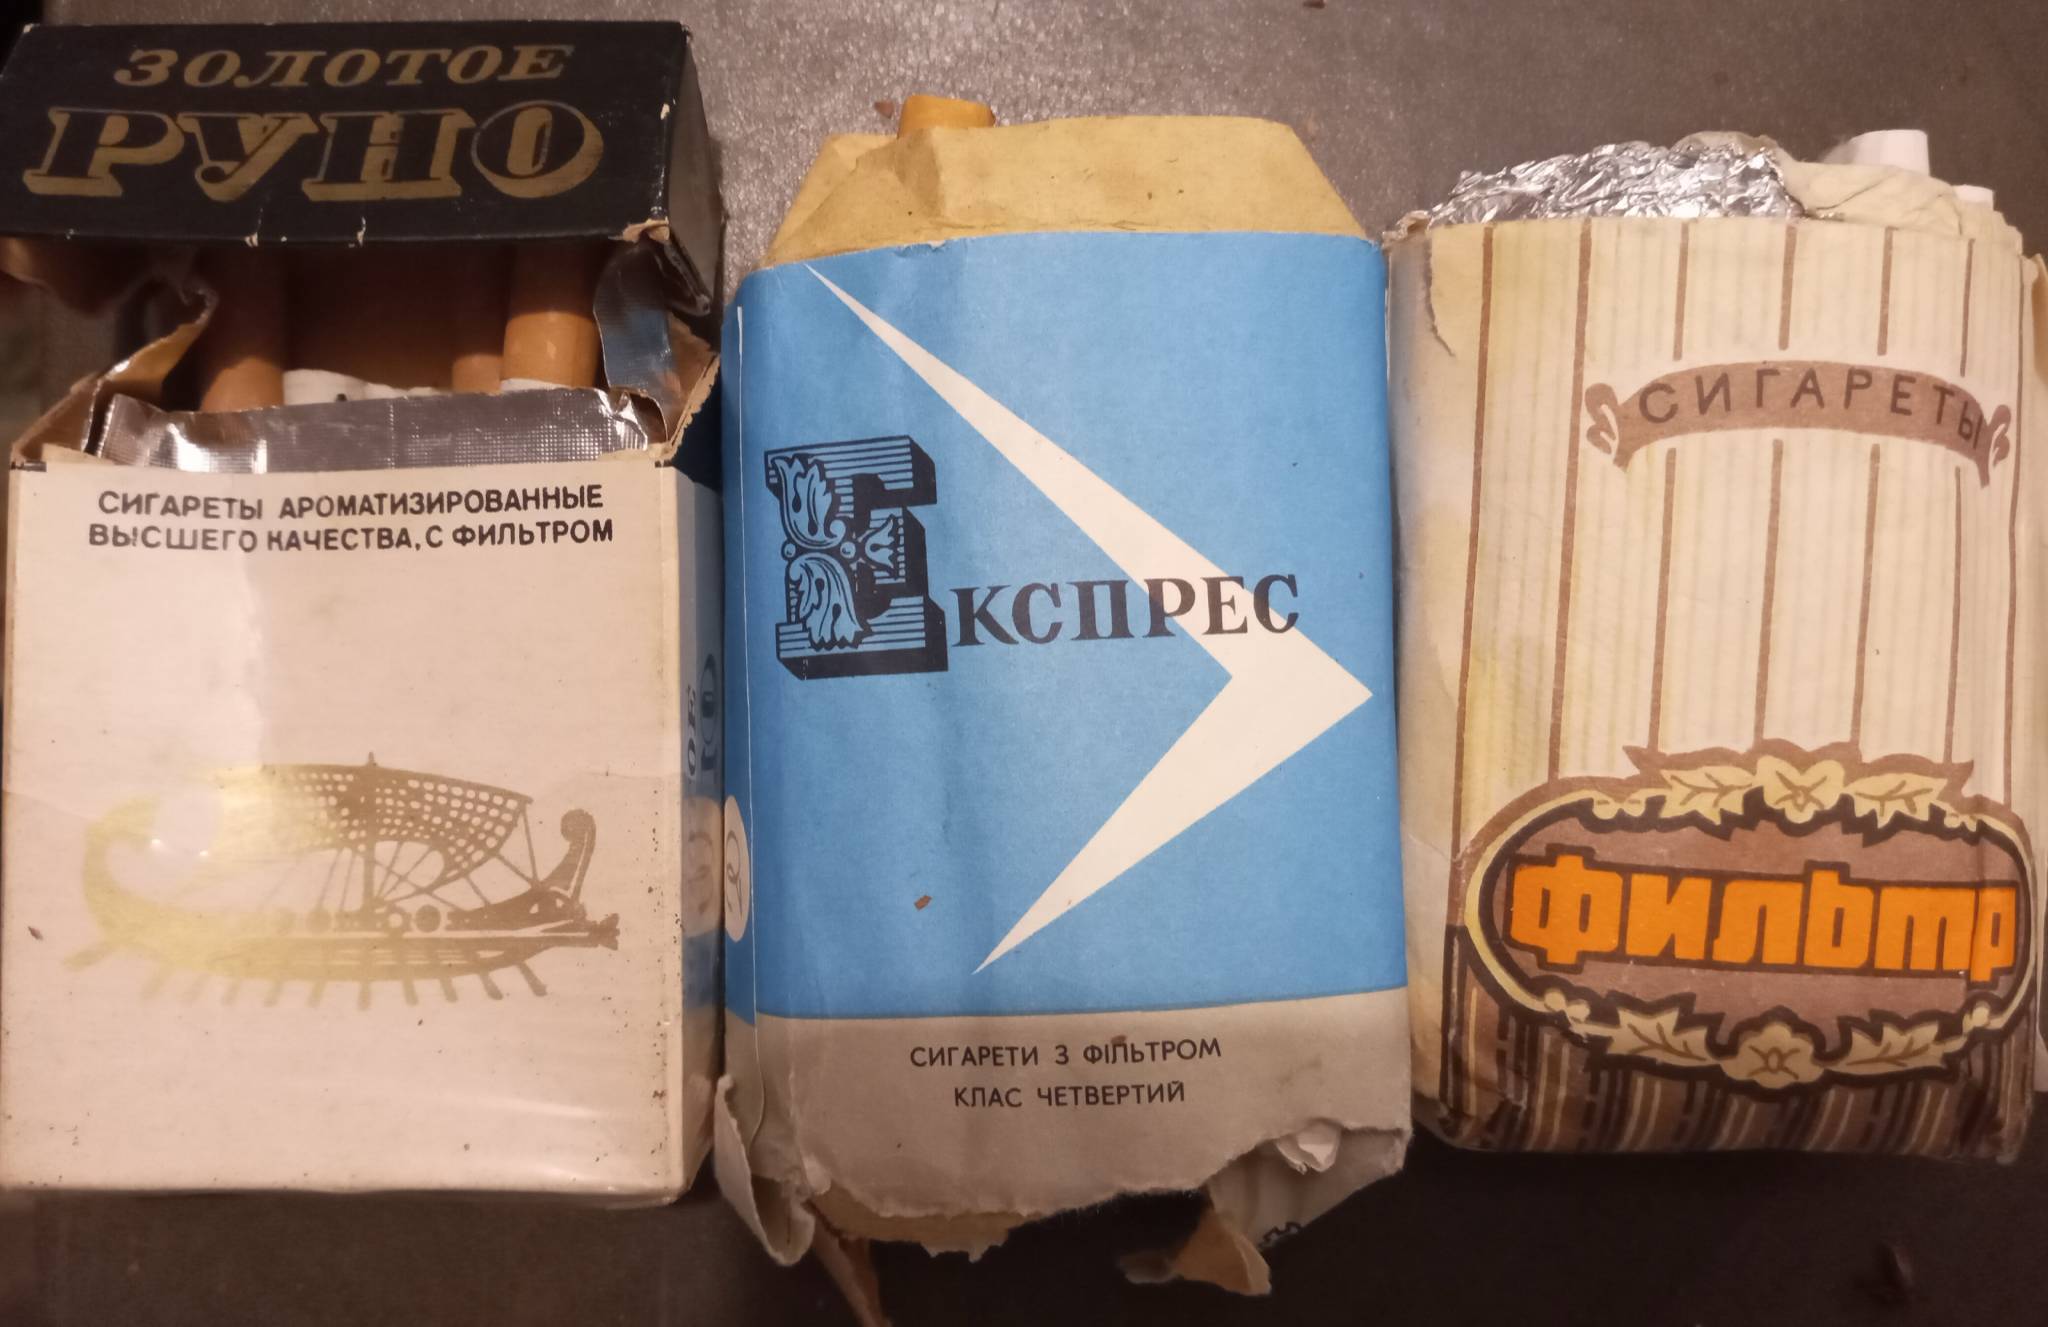 ЗОЛОТОЕ
РУНО
СИГАРЕТЫ АРОМАТИЗИРОВАННЫЕ
ВЫСШЕГО КАЧЕСТВА, С ФИЛЬТРОМ
ЕКСПРЕС
СИГАРЕТИ З ФІЛЬТРОМ
КЛАС ЧЕТВЕРТИЙ
СИГАРЕТЫ
ФИЛЬТР